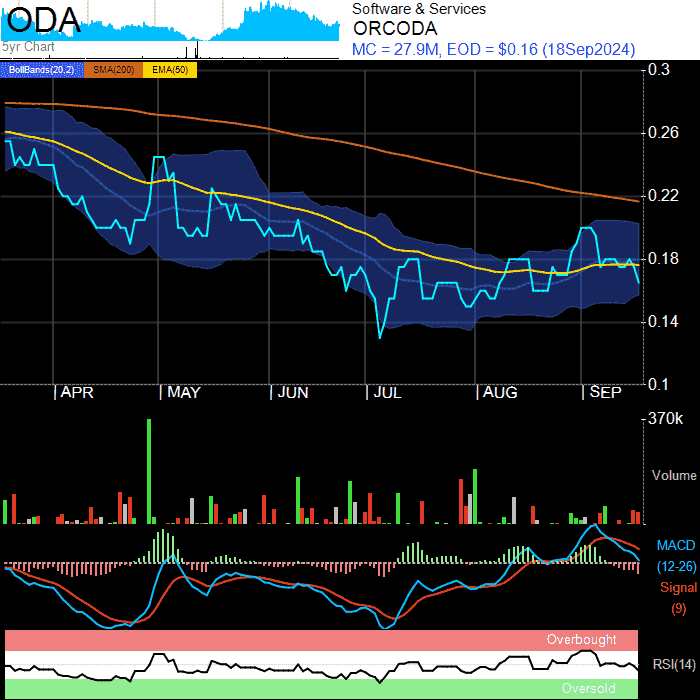 ODA
5yr Chart
Software & Services
ORCODA
MC = 27.9M, EOD = $0.16 (18Sep2024)
BollBands(20,2) SMA(200) EMA(50)
0.3
0.26
0.22
0.18
0.14
0.1
APR MAY JUN JUL AUG SEP
370k
Volume
MACD
(12-26)
Signal
(9)
Overbought
RSI(14)
Oversold